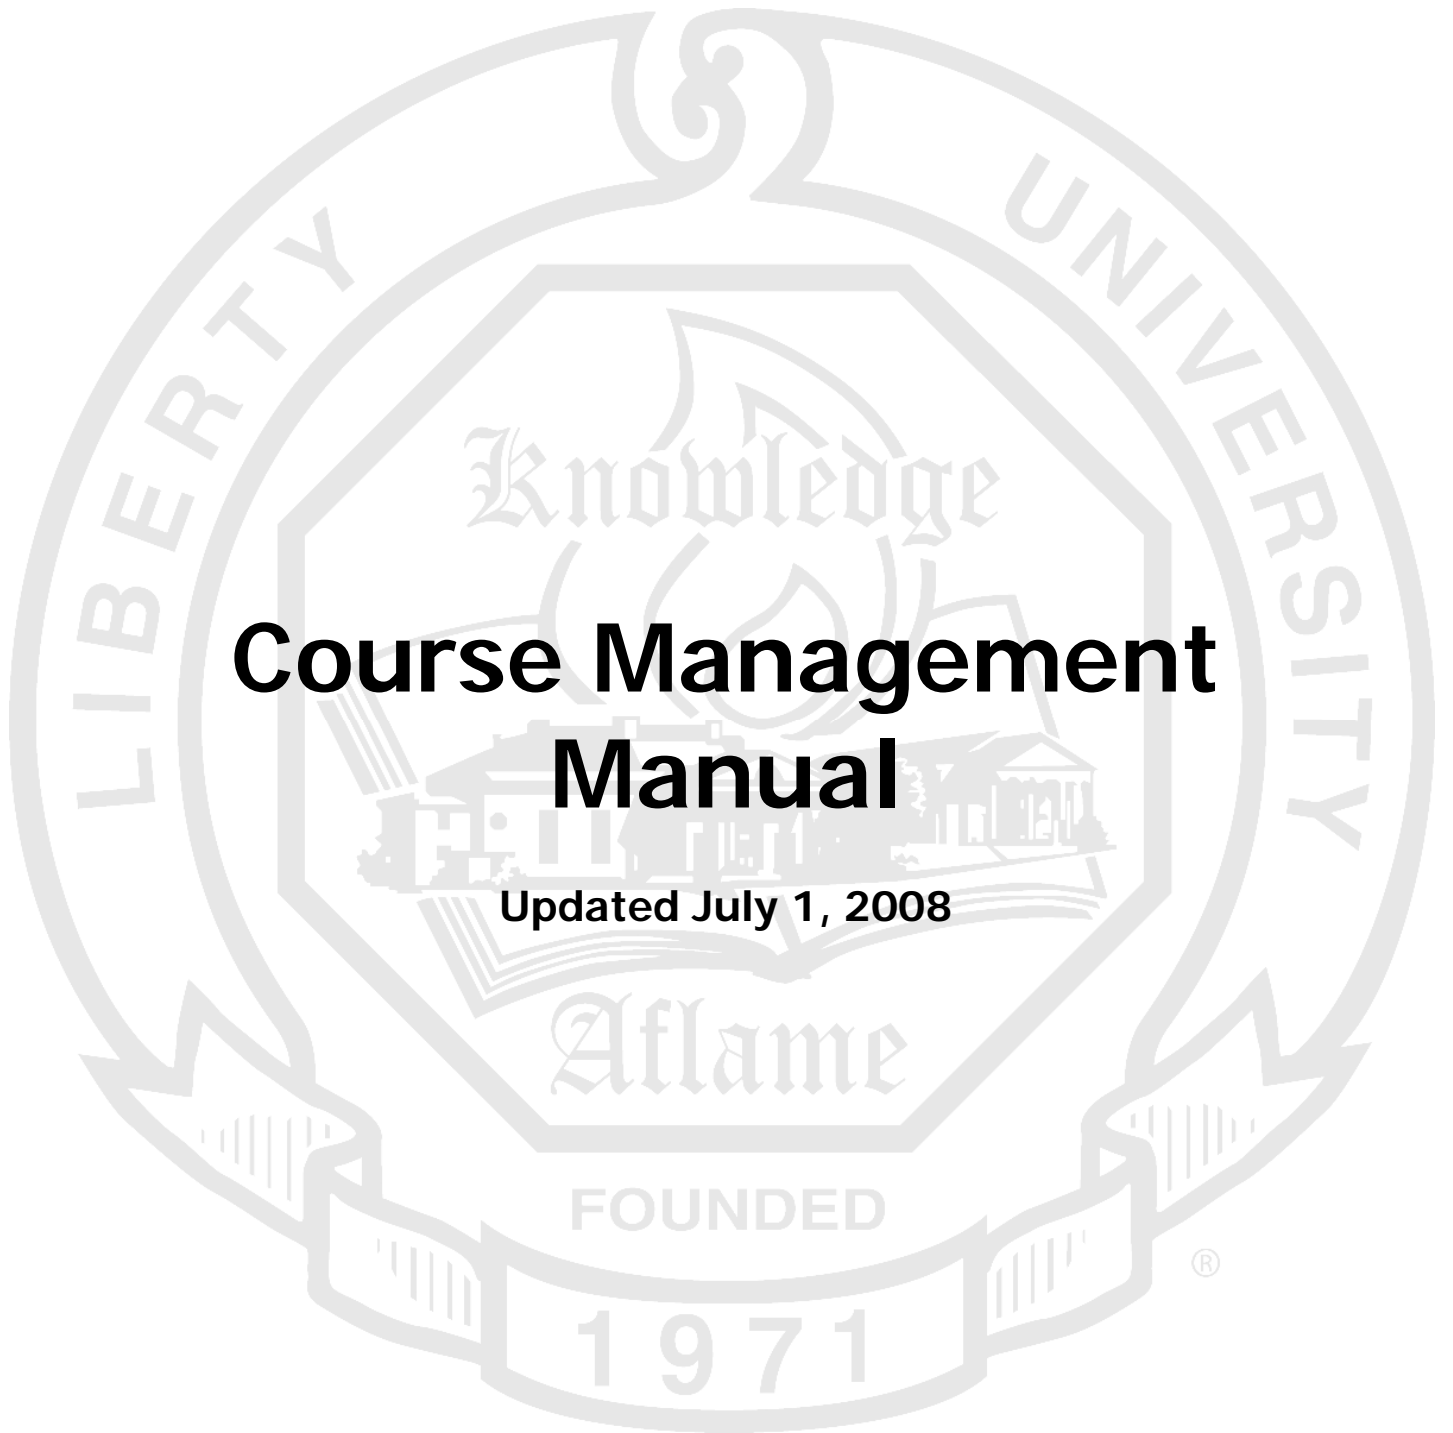 LIBERTY UNIVERSITY
Knowledge
Course Management
Manual
Updated July 1, 2008
Aflame
FOUNDED
®
1971